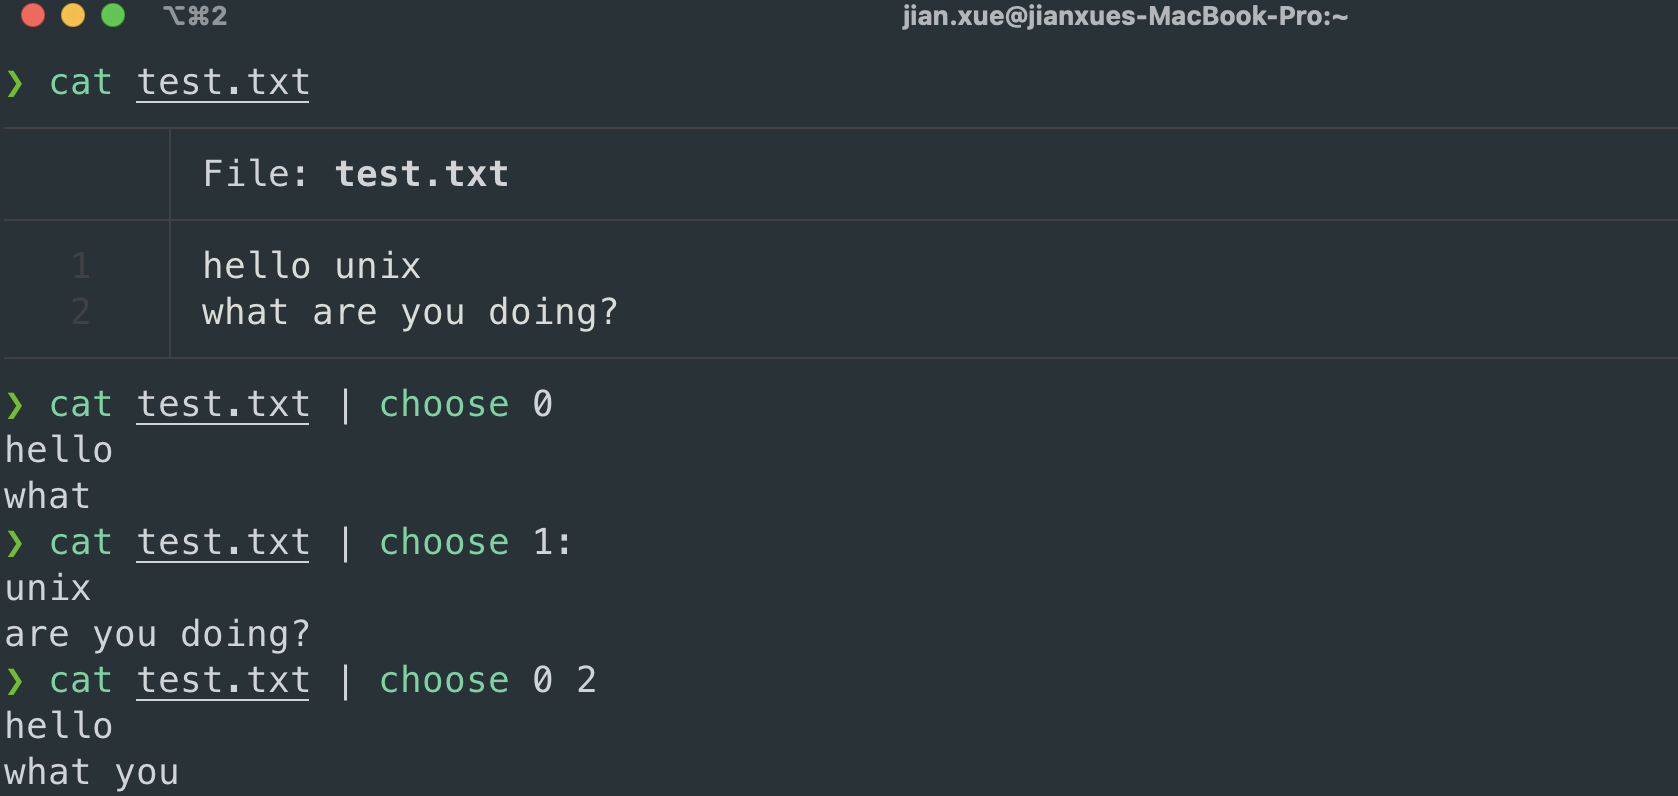 ⌥⌘2
jian.xue@jianxues-MacBook-Pro:~
❯ cat test.txt
File: test.txt
1 hello unix
2 what are you doing?
❯ cat test.txt | choose 0
hello
what
❯ cat test.txt | choose 1:
unix
are you doing?
❯ cat test.txt | choose 0 2
hello
what you